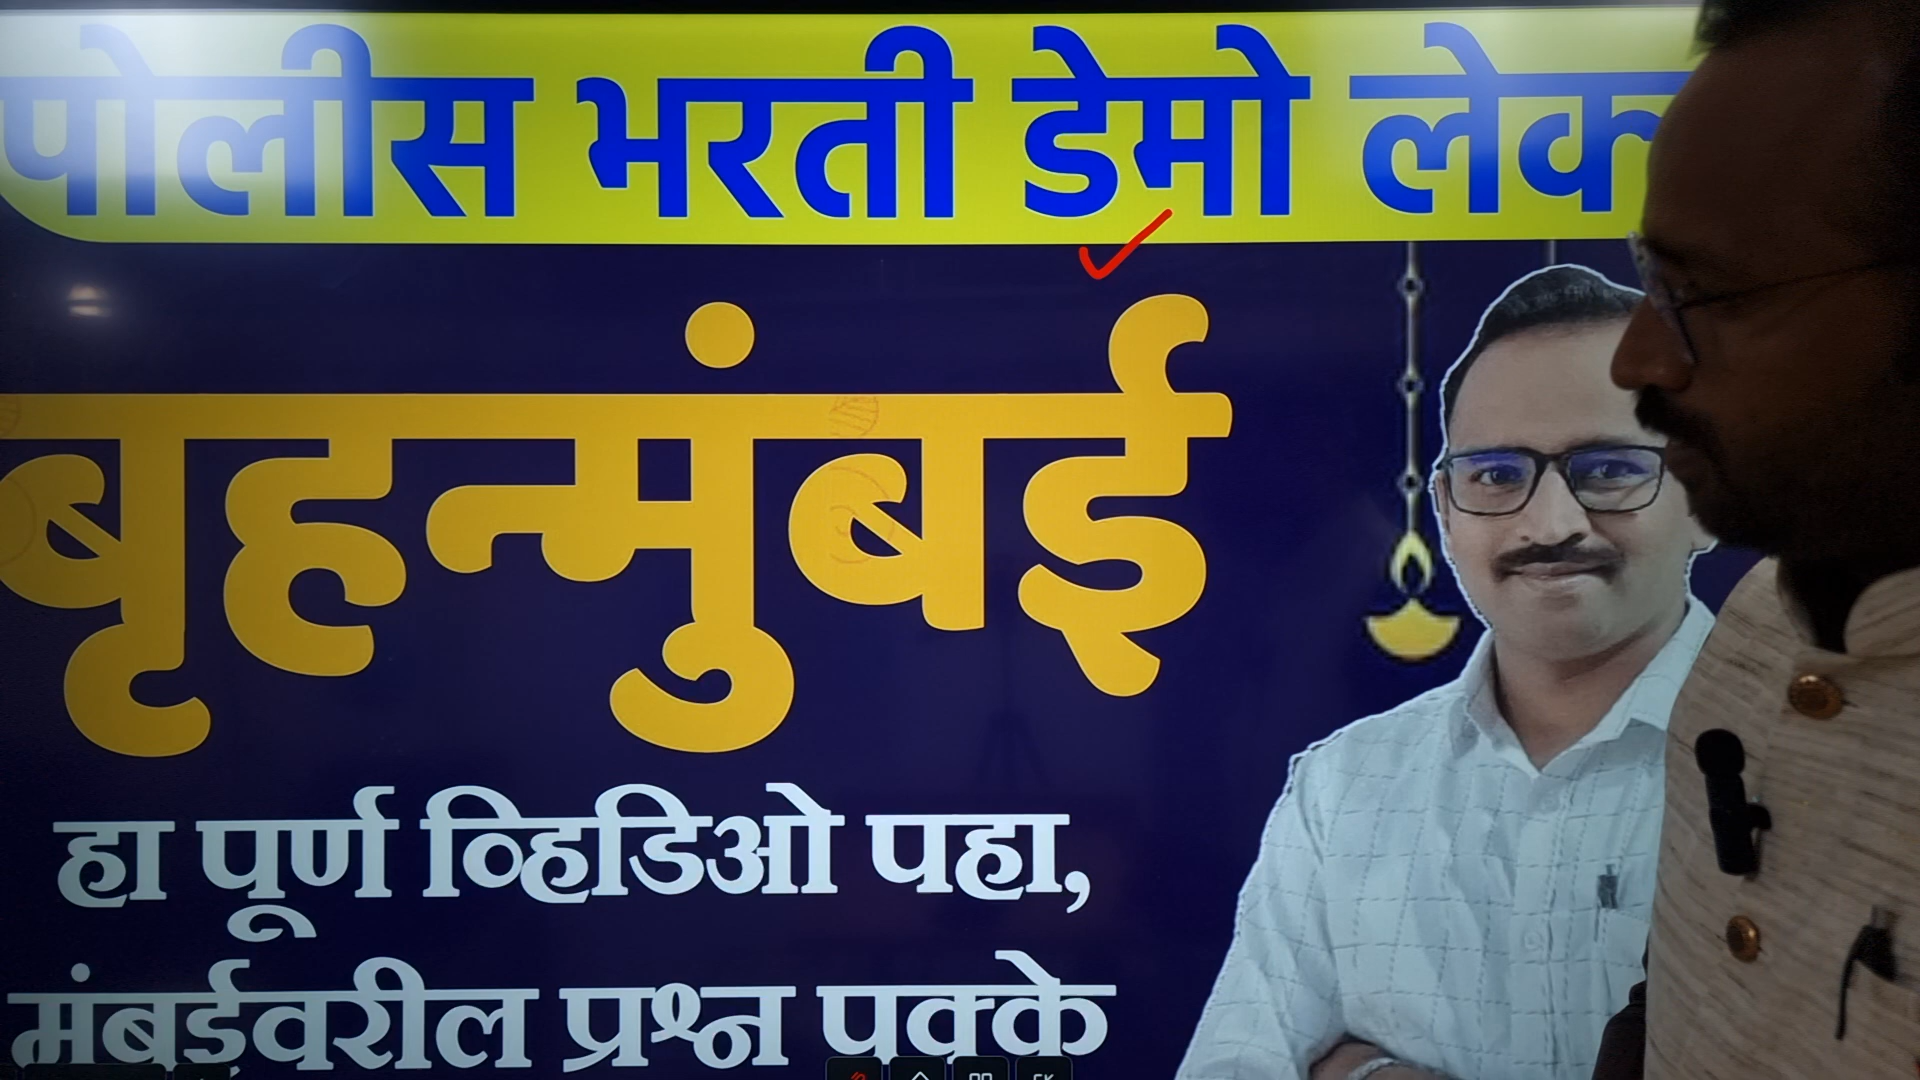 पोलीस भरती डेमो
बृहन्मुंबई
हा पूर्ण व्हिडिओ पहा,
मुंबईवरील प्रश्न पक्के